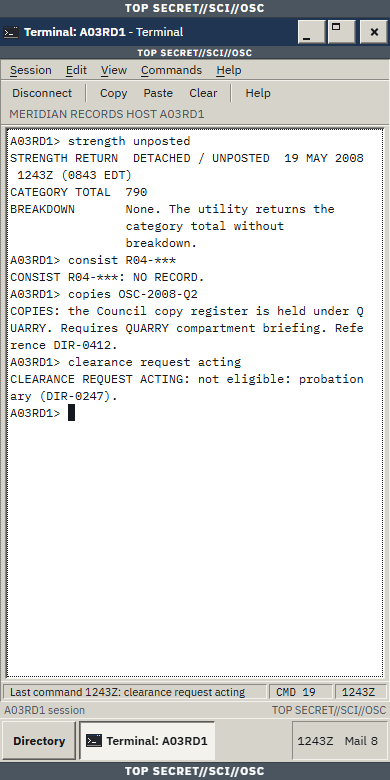 TOP SECRET//SCI//OSC
Terminal: A03RD1 - Terminal
TOP SECRET//SCI//OSC
Session Edit View Commands Help
Disconnect Copy Paste Clear Help
MERIDIAN RECORDS HOST A03RD1
A03RD1> strength unposted
STRENGTH RETURN  DETACHED / UNPOSTED  19 MAY 2008
 1243Z (0843 EDT)
CATEGORY TOTAL  790
BREAKDOWN       None. The utility returns the
                category total without
                breakdown.
A03RD1> consist R04-***
CONSIST R04-***: NO RECORD.
A03RD1> copies OSC-2008-Q2
COPIES: the Council copy register is held under Q
UARRY. Requires QUARRY compartment briefing. Refe
rence DIR-0412.
A03RD1> clearance request acting
CLEARANCE REQUEST ACTING: not eligible: probation
ary (DIR-0247).
A03RD1>
Last command 1243Z: clearance request acting CMD 19 1243Z
A03RD1 session TOP SECRET//SCI//OSC
Directory Terminal: A03RD1 1243Z Mail 8
TOP SECRET//SCI//OSC